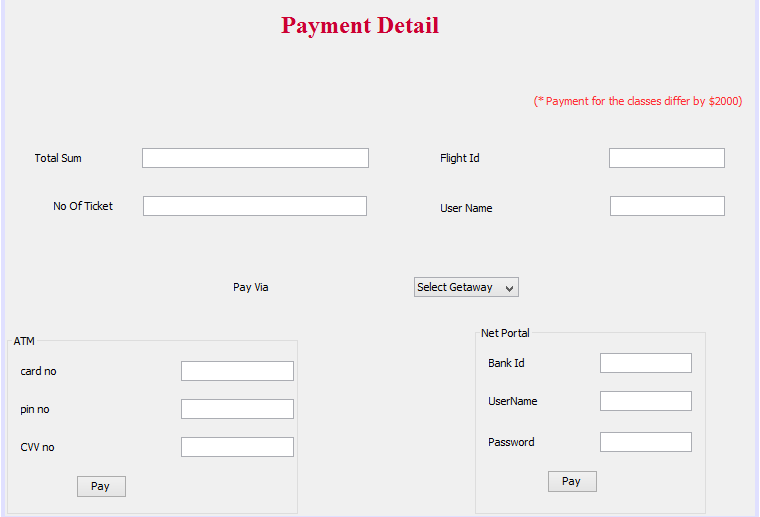 Payment Detail
(* Payment for the classes differ by $2000)
Total Sum
Flight Id
No Of Ticket
User Name
Pay Via
Select Getaway
ATM
card no
pin no
CVV no
Pay
Net Portal
Bank Id
UserName
Password
Pay